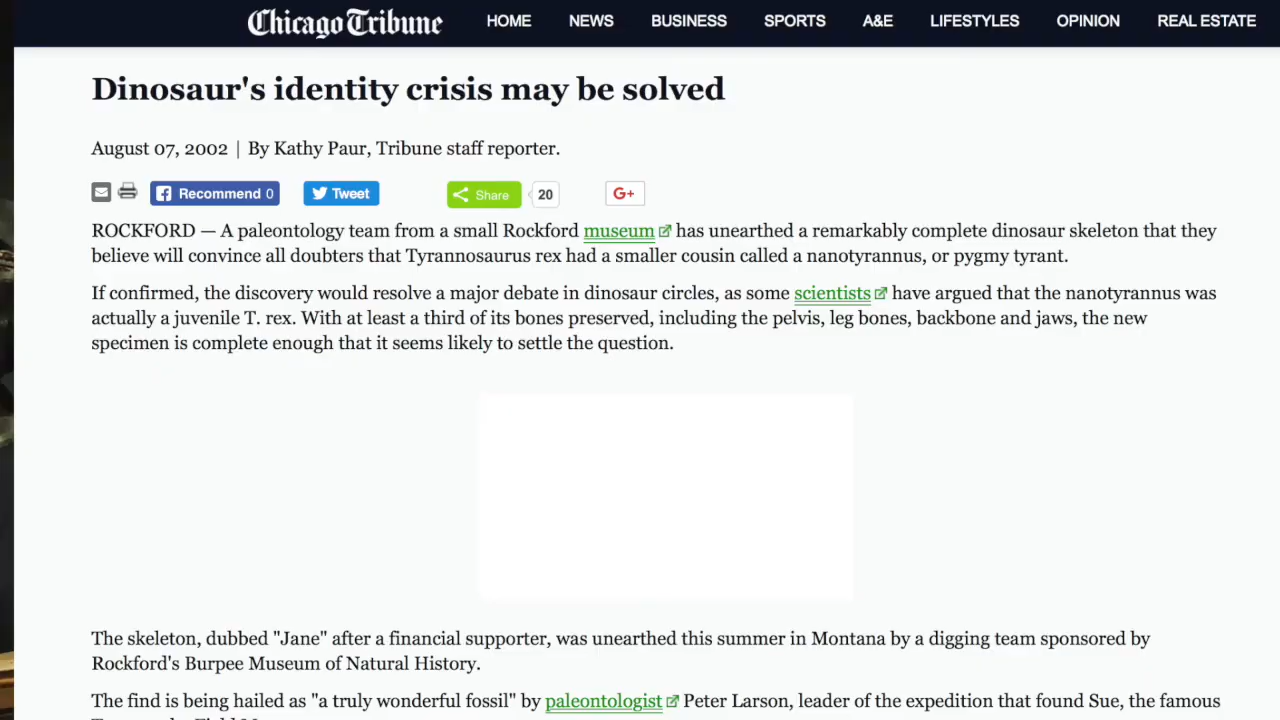 Chicago Tribune HOME NEWS BUSINESS SPORTS A&E LIFESTYLES OPINION REAL ESTATE
Dinosaur's identity crisis may be solved
August 07, 2002 | By Kathy Paur, Tribune staff reporter.
Recommend 0 Tweet Share 20 G+
ROCKFORD — A paleontology team from a small Rockford museum has unearthed a remarkably complete dinosaur skeleton that they
believe will convince all doubters that Tyrannosaurus rex had a smaller cousin called a nanotyrannus, or pygmy tyrant.
If confirmed, the discovery would resolve a major debate in dinosaur circles, as some scientists have argued that the nanotyrannus was
actually a juvenile T. rex. With at least a third of its bones preserved, including the pelvis, leg bones, backbone and jaws, the new
specimen is complete enough that it seems likely to settle the question.
The skeleton, dubbed "Jane" after a financial supporter, was unearthed this summer in Montana by a digging team sponsored by
Rockford's Burpee Museum of Natural History.
The find is being hailed as "a truly wonderful fossil" by paleontologist Peter Larson, leader of the expedition that found Sue, the famous